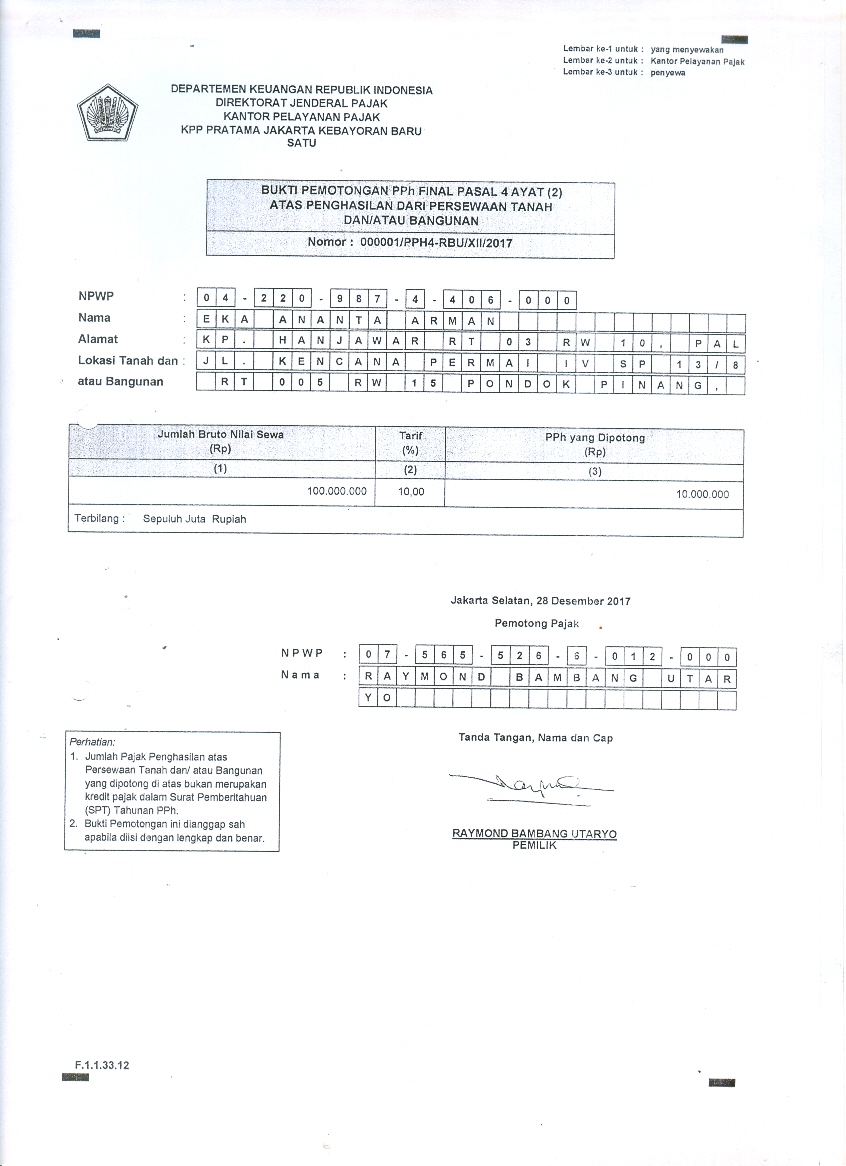 Lembar ke-1 untuk : yang menyewakan
Lembar ke-2 untuk : Kantor Pelayanan Pajak
Lembar ke-3 untuk : penyewa
DEPARTEMEN KEUANGAN REPUBLIK INDONESIA
DIREKTORAT JENDERAL PAJAK
KANTOR PELAYANAN PAJAK
KPP PRATAMA JAKARTA KEBAYORAN BARU
SATU
BUKTI PEMOTONGAN PPh FINAL PASAL 4 AYAT (2)
ATAS PENGHASILAN DARI PERSEWAAN TANAH
DAN/ATAU BANGUNAN
Nomor : 000001/PPH4-RBU/XII/2017
NPWP : 04-220-987-4-406-000
Nama : EKA ANANTA ARMAN
Alamat : KP. HANJAWAR RT 03 RW 10, PAL
Lokasi Tanah dan : JL. KENCANA PERMAI IV SP 13/8
atau Bangunan RT 005 RW 15 PONDOK PINANG,
Jumlah Bruto Nilai Sewa Tarif PPh yang Dipotong
(Rp) (%) (Rp)
(1) (2) (3)
100.000.000 10,00 10.000.000
Terbilang : Sepuluh Juta Rupiah
Jakarta Selatan, 28 Desember 2017
Pemotong Pajak
NPWP : 07-565-526-6-012-000
Nama : RAYMOND BAMBANG UTAR
YO
Tanda Tangan, Nama dan Cap
Perhatian:
1. Jumlah Pajak Penghasilan atas
Persewaan Tanah dan/ atau Bangunan
yang dipotong di atas bukan merupakan
kredit pajak dalam Surat Pemberitahuan
(SPT) Tahunan PPh.
2. Bukti Pemotongan ini dianggap sah
apabila diisi dengan lengkap dan benar.
RAYMOND BAMBANG UTARYO
PEMILIK
F.1.1.33.12